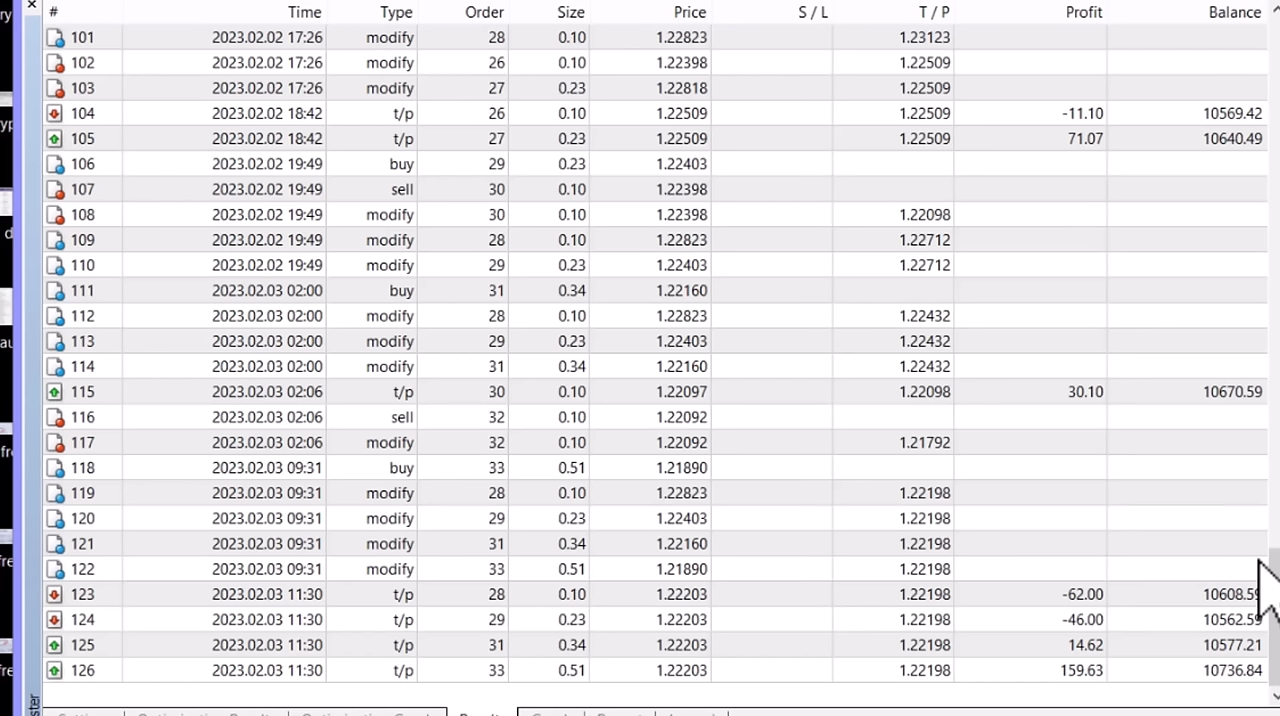 # Time Type Order Size Price S / L T / P Profit Balance
101 2023.02.02 17:26 modify 28 0.10 1.22823 1.23123
102 2023.02.02 17:26 modify 26 0.10 1.22398 1.22509
103 2023.02.02 17:26 modify 27 0.23 1.22818 1.22509
104 2023.02.02 18:42 t/p 26 0.10 1.22509 1.22509 -11.10 10569.42
105 2023.02.02 18:42 t/p 27 0.23 1.22509 1.22509 71.07 10640.49
106 2023.02.02 19:49 buy 29 0.23 1.22403
107 2023.02.02 19:49 sell 30 0.10 1.22398
108 2023.02.02 19:49 modify 30 0.10 1.22398 1.22098
109 2023.02.02 19:49 modify 28 0.10 1.22823 1.22712
110 2023.02.02 19:49 modify 29 0.23 1.22403 1.22712
111 2023.02.03 02:00 buy 31 0.34 1.22160
112 2023.02.03 02:00 modify 28 0.10 1.22823 1.22432
113 2023.02.03 02:00 modify 29 0.23 1.22403 1.22432
114 2023.02.03 02:00 modify 31 0.34 1.22160 1.22432
115 2023.02.03 02:06 t/p 30 0.10 1.22097 1.22098 30.10 10670.59
116 2023.02.03 02:06 sell 32 0.10 1.22092
117 2023.02.03 02:06 modify 32 0.10 1.22092 1.21792
118 2023.02.03 09:31 buy 33 0.51 1.21890
119 2023.02.03 09:31 modify 28 0.10 1.22823 1.22198
120 2023.02.03 09:31 modify 29 0.23 1.22403 1.22198
121 2023.02.03 09:31 modify 31 0.34 1.22160 1.22198
122 2023.02.03 09:31 modify 33 0.51 1.21890 1.22198
123 2023.02.03 11:30 t/p 28 0.10 1.22203 1.22198 -62.00 10608.59
124 2023.02.03 11:30 t/p 29 0.23 1.22203 1.22198 -46.00 10562.59
125 2023.02.03 11:30 t/p 31 0.34 1.22203 1.22198 14.62 10577.21
126 2023.02.03 11:30 t/p 33 0.51 1.22203 1.22198 159.63 10736.84